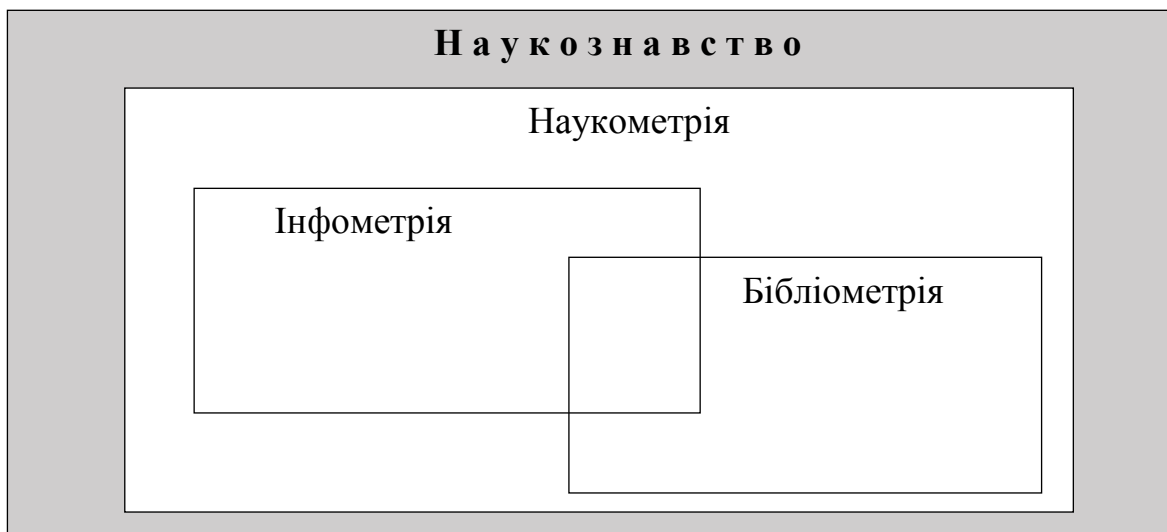 Н а у к о з н а в с т в о
Наукометрія
Інфометрія
Бібліометрія